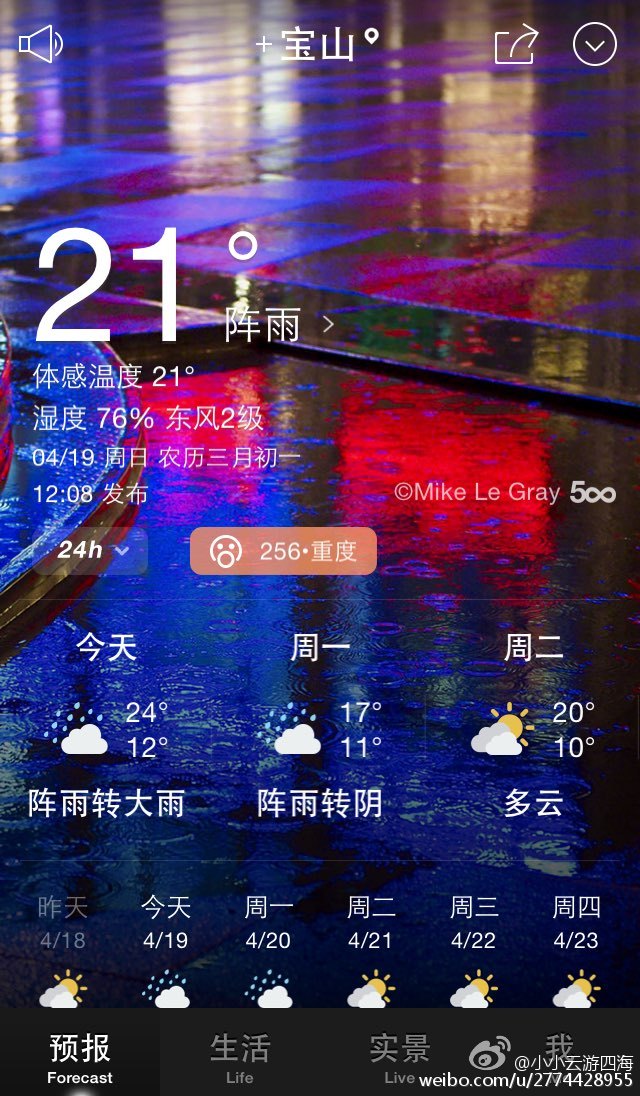 + 宝山
21°
阵雨 >
体感温度 21°
湿度 76% 东风2级
04/19 周日 农历三月初一
12:08 发布
©Mike Le Gray 500
24h
256·重度
今天 周一 周二
24° 17° 20°
12° 11° 10°
阵雨转大雨 阵雨转阴 多云
昨天 今天 周一 周二 周三 周四
4/18 4/19 4/20 4/21 4/22 4/23
预报 生活 实景 我
Forecast Life Live
@小小云游四海
weibo.com/u/2774428955